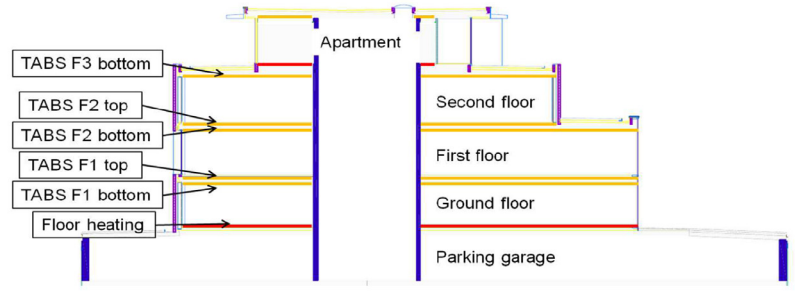 Apartment
TABS F3 bottom
TABS F2 top
Second floor
TABS F2 bottom
TABS F1 top
First floor
TABS F1 bottom
Ground floor
Floor heating
Parking garage